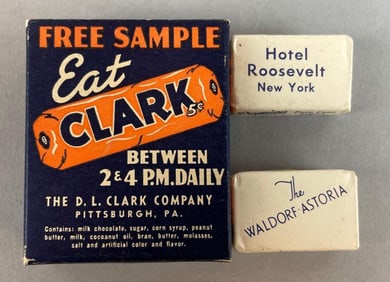 FREE SAMPLE
Eat
CLARK 5¢
BETWEEN
2 & 4 P.M. DAILY
THE D. L. CLARK COMPANY
PITTSBURGH, PA.
Contains: milk chocolate, sugar, corn syrup, peanut
butter, milk, cocoanut oil, bran, butter, molasses,
salt and artificial color and flavor.
Hotel
Roosevelt
New York
The
WALDORF-ASTORIA